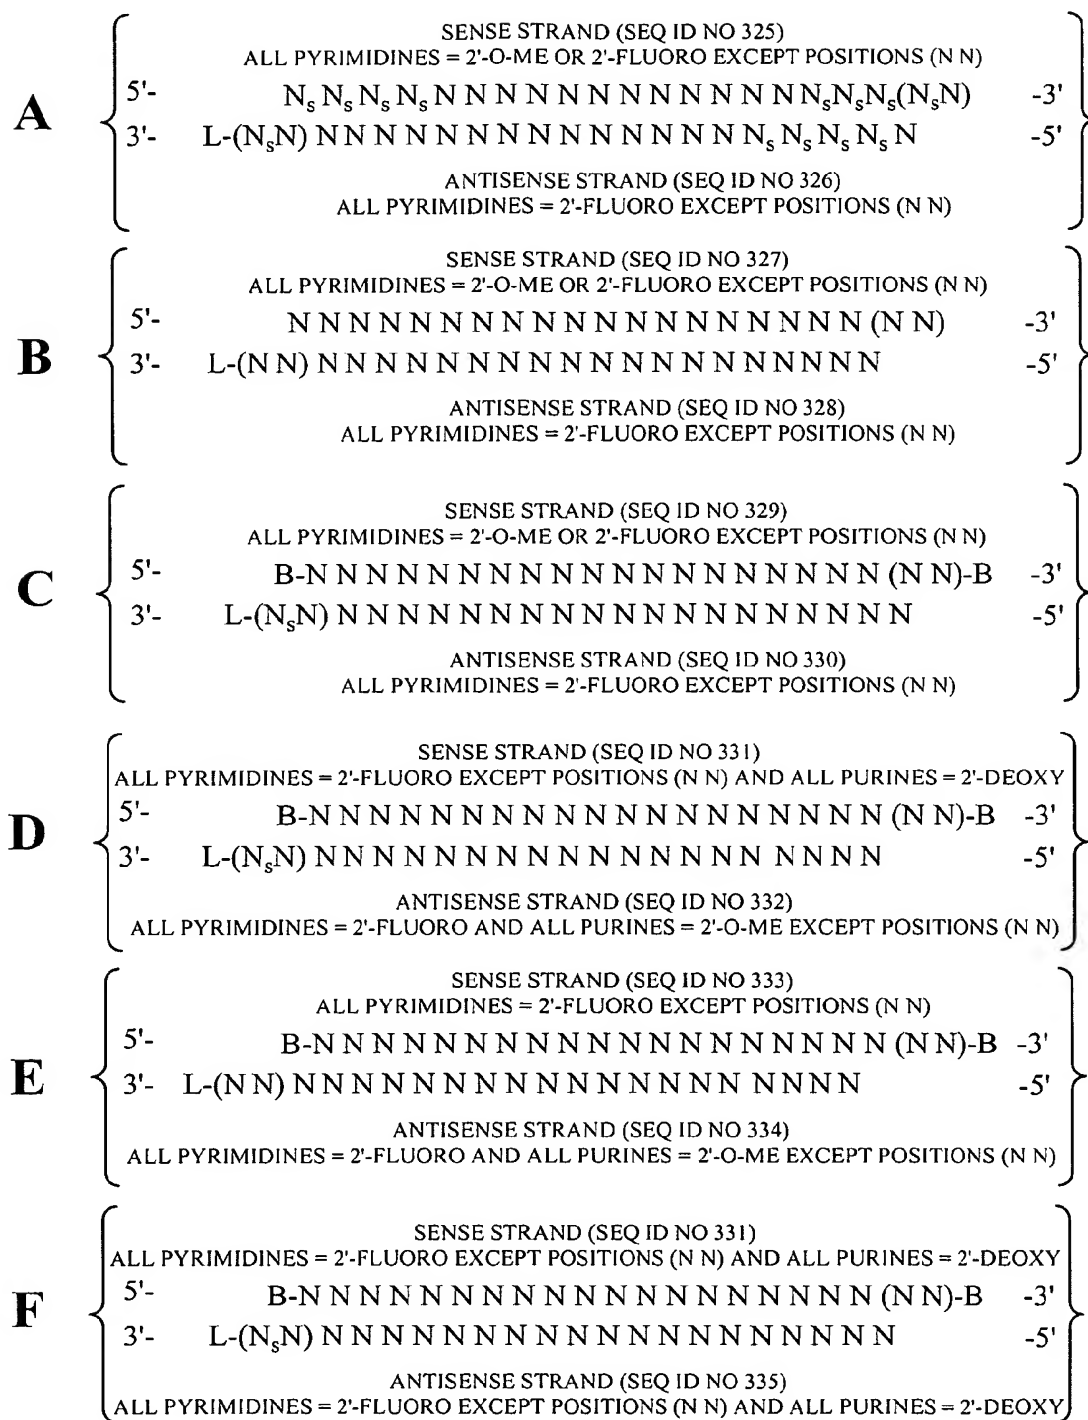 SENSE STRAND (SEQ ID NO 325)
ALL PYRIMIDINES = 2'-O-ME OR 2'-FLUORO EXCEPT POSITIONS (N N)
A
5'- NₛNₛNₛNₛN N N N N N N N N N N N NₛNₛNₛ(NₛN) -3'
3'- L-(NₛN) N N N N N N N N N N N N N N Nₛ Nₛ Nₛ Nₛ N -5'
ANTISENSE STRAND (SEQ ID NO 326)
ALL PYRIMIDINES = 2'-FLUORO EXCEPT POSITIONS (N N)
SENSE STRAND (SEQ ID NO 327)
ALL PYRIMIDINES = 2'-O-ME OR 2'-FLUORO EXCEPT POSITIONS (N N)
B
5'- N N N N N N N N N N N N N N N N N N N (N N) -3'
3'- L-(N N) N N N N N N N N N N N N N N N N N N N -5'
ANTISENSE STRAND (SEQ ID NO 328)
ALL PYRIMIDINES = 2'-FLUORO EXCEPT POSITIONS (N N)
SENSE STRAND (SEQ ID NO 329)
ALL PYRIMIDINES = 2'-O-ME OR 2'-FLUORO EXCEPT POSITIONS (N N)
C
5'- B-N N N N N N N N N N N N N N N N N N N (N N)-B -3'
3'- L-(NₛN) N N N N N N N N N N N N N N N N N N N -5'
ANTISENSE STRAND (SEQ ID NO 330)
ALL PYRIMIDINES = 2'-FLUORO EXCEPT POSITIONS (N N)
SENSE STRAND (SEQ ID NO 331)
ALL PYRIMIDINES = 2'-FLUORO EXCEPT POSITIONS (N N) AND ALL PURINES = 2'-DEOXY
D
5'- B-N N N N N N N N N N N N N N N N N N N (N N)-B -3'
3'- L-(NₛN) N N N N N N N N N N N N N N N N N N N -5'
ANTISENSE STRAND (SEQ ID NO 332)
ALL PYRIMIDINES = 2'-FLUORO AND ALL PURINES = 2'-O-ME EXCEPT POSITIONS (N N)
SENSE STRAND (SEQ ID NO 333)
ALL PYRIMIDINES = 2'-FLUORO EXCEPT POSITIONS (N N)
E
5'- B-N N N N N N N N N N N N N N N N N N N (N N)-B -3'
3'- L-(N N) N N N N N N N N N N N N N N N N N N N -5'
ANTISENSE STRAND (SEQ ID NO 334)
ALL PYRIMIDINES = 2'-FLUORO AND ALL PURINES = 2'-O-ME EXCEPT POSITIONS (N N)
SENSE STRAND (SEQ ID NO 331)
ALL PYRIMIDINES = 2'-FLUORO EXCEPT POSITIONS (N N) AND ALL PURINES = 2'-DEOXY
F
5'- B-N N N N N N N N N N N N N N N N N N N (N N)-B -3'
3'- L-(NₛN) N N N N N N N N N N N N N N N N N N N -5'
ANTISENSE STRAND (SEQ ID NO 335)
ALL PYRIMIDINES = 2'-FLUORO EXCEPT POSITIONS (N N) AND ALL PURINES = 2'-DEOXY